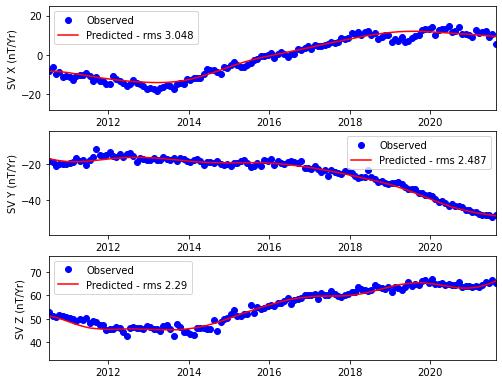 20
Observed
Predicted - rms 3.048
0
−20
SV X (nT/Yr)
2012 2014 2016 2018 2020
Observed
Predicted - rms 2.487
−20
−40
SV Y (nT/Yr)
2012 2014 2016 2018 2020
70
Observed
Predicted - rms 2.29
60
50
40
SV Z (nT/Yr)
2012 2014 2016 2018 2020